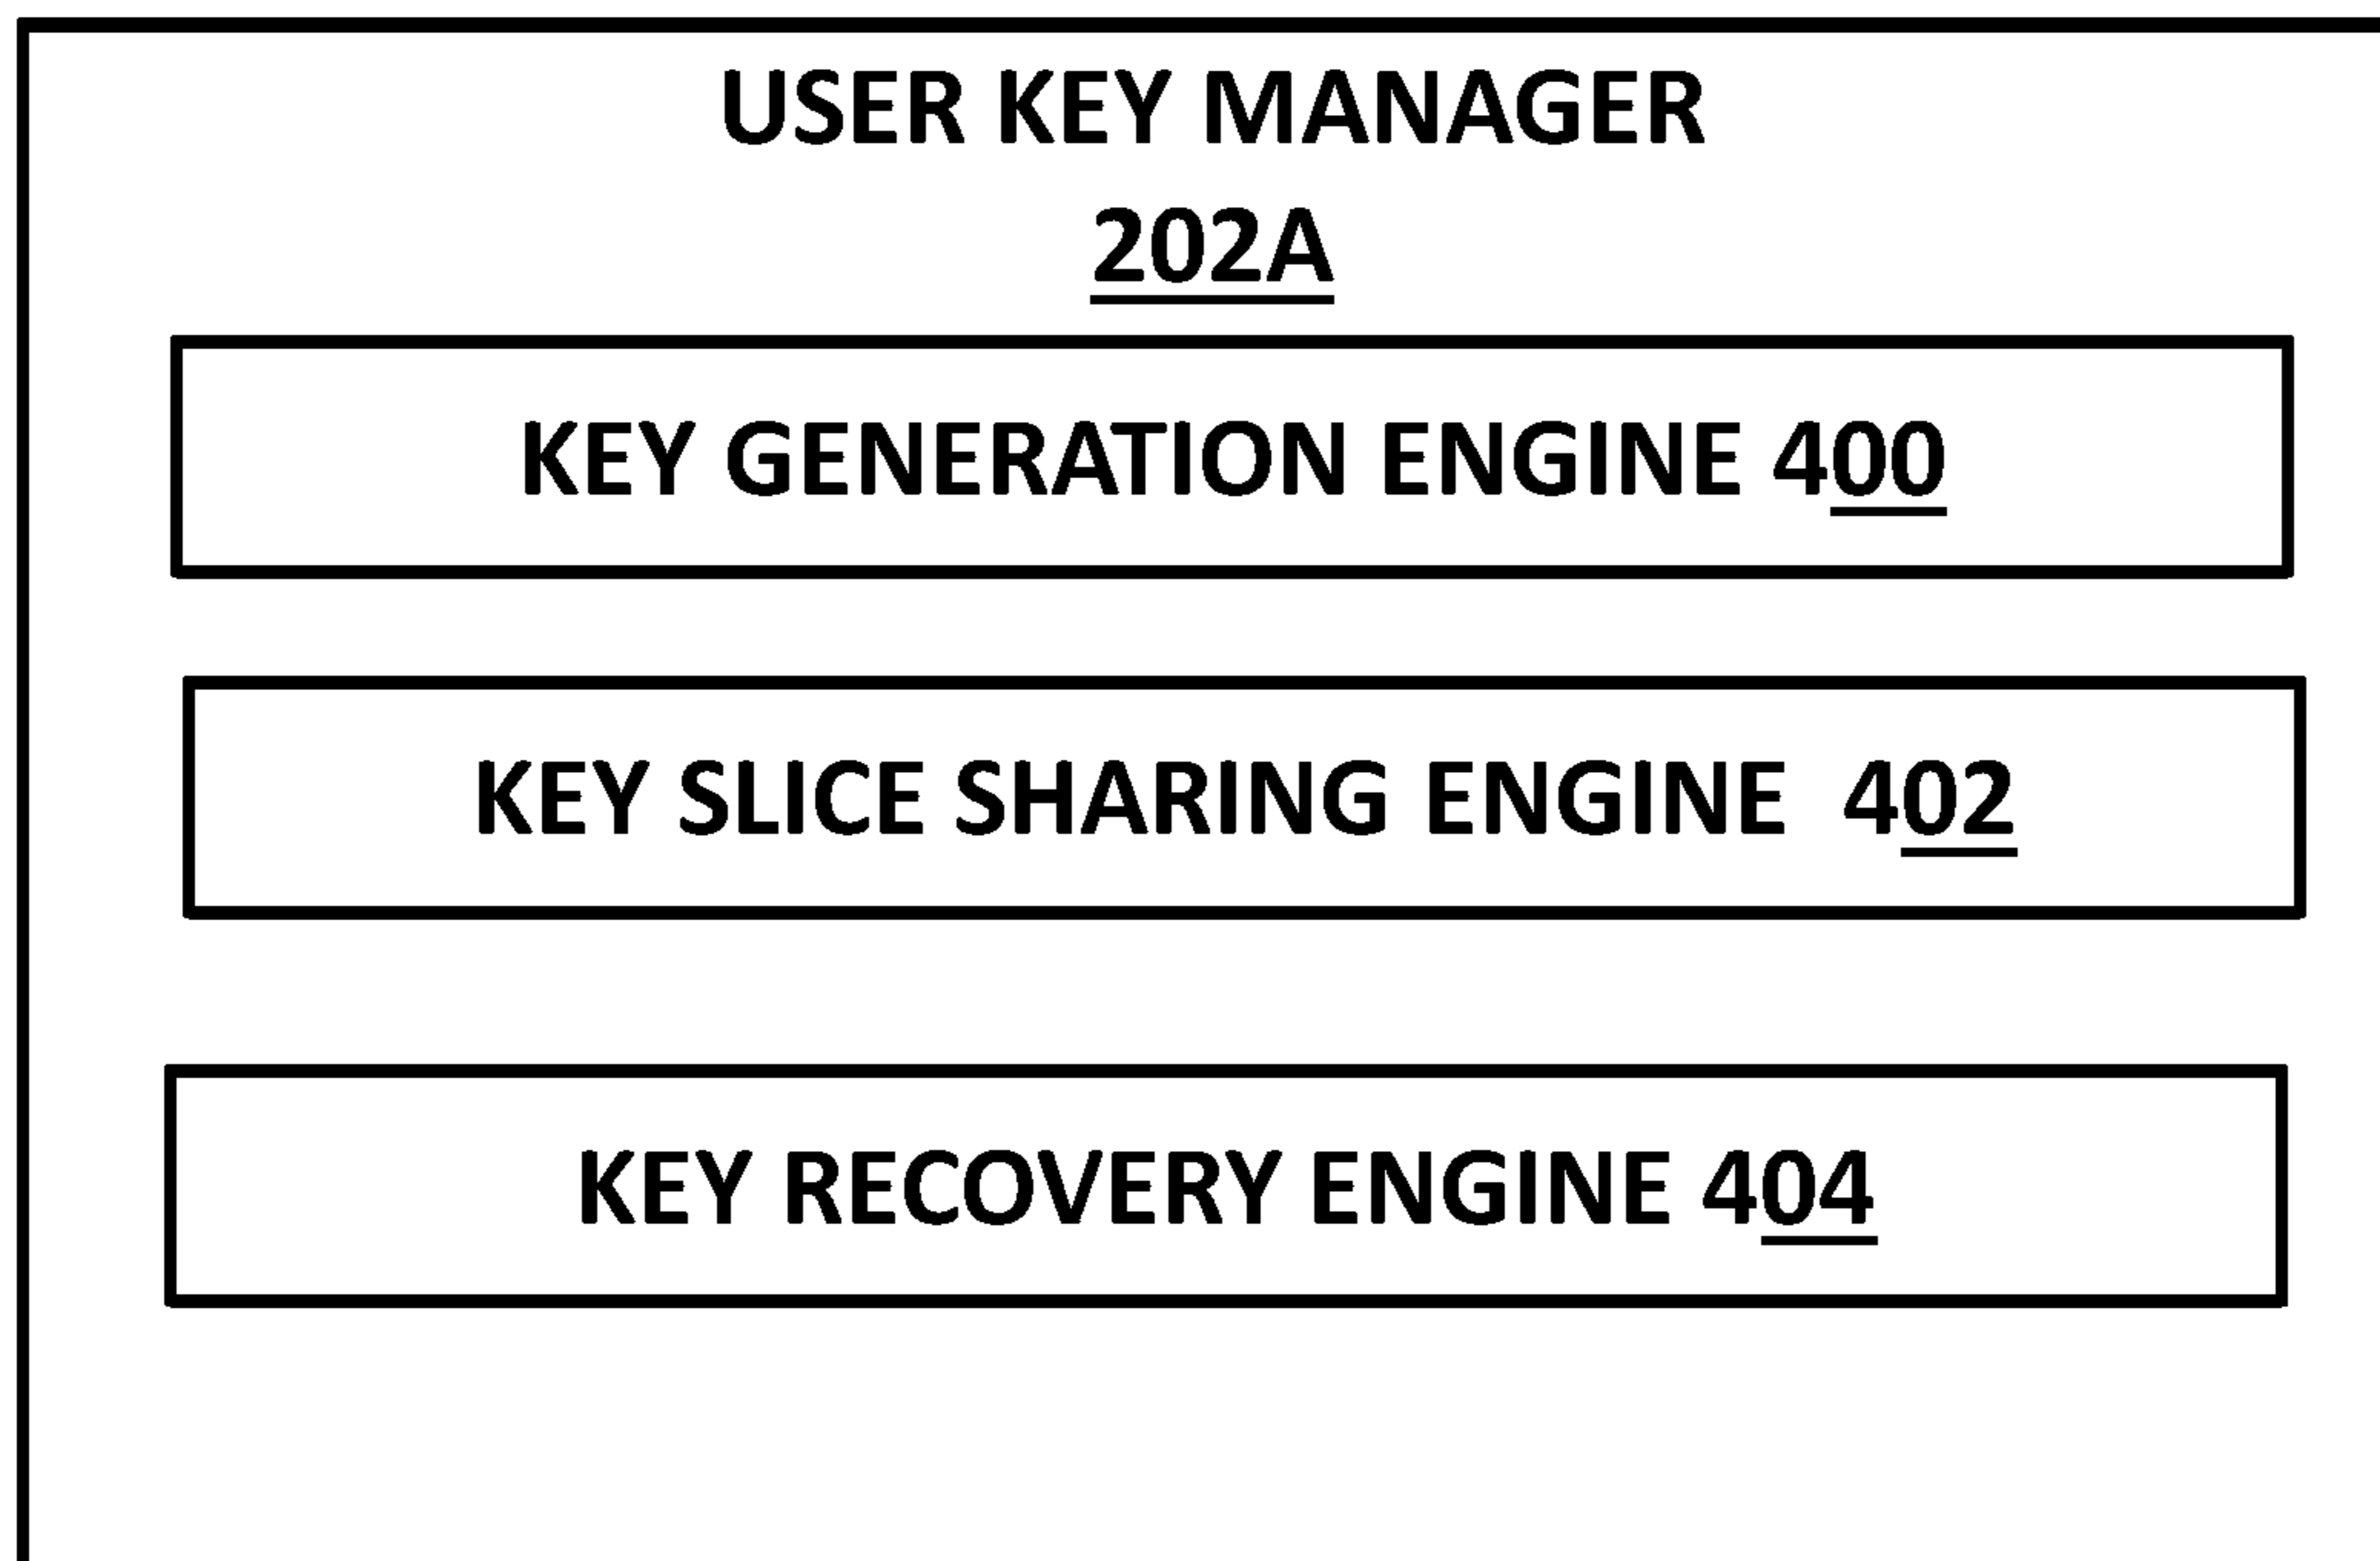 USER KEY MANAGER
202A
KEY GENERATION ENGINE 400
KEY SLICE SHARING ENGINE 402
KEY RECOVERY ENGINE 404